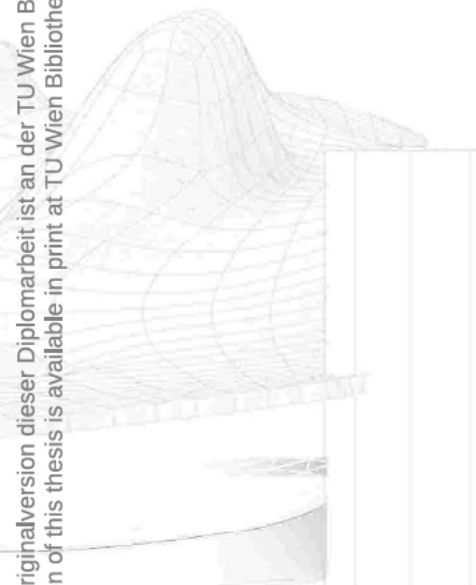 riginalversion dieser Diplomarbeit ist an der TU Wien B
n of this thesis is available in print at TU Wien Bibliothe